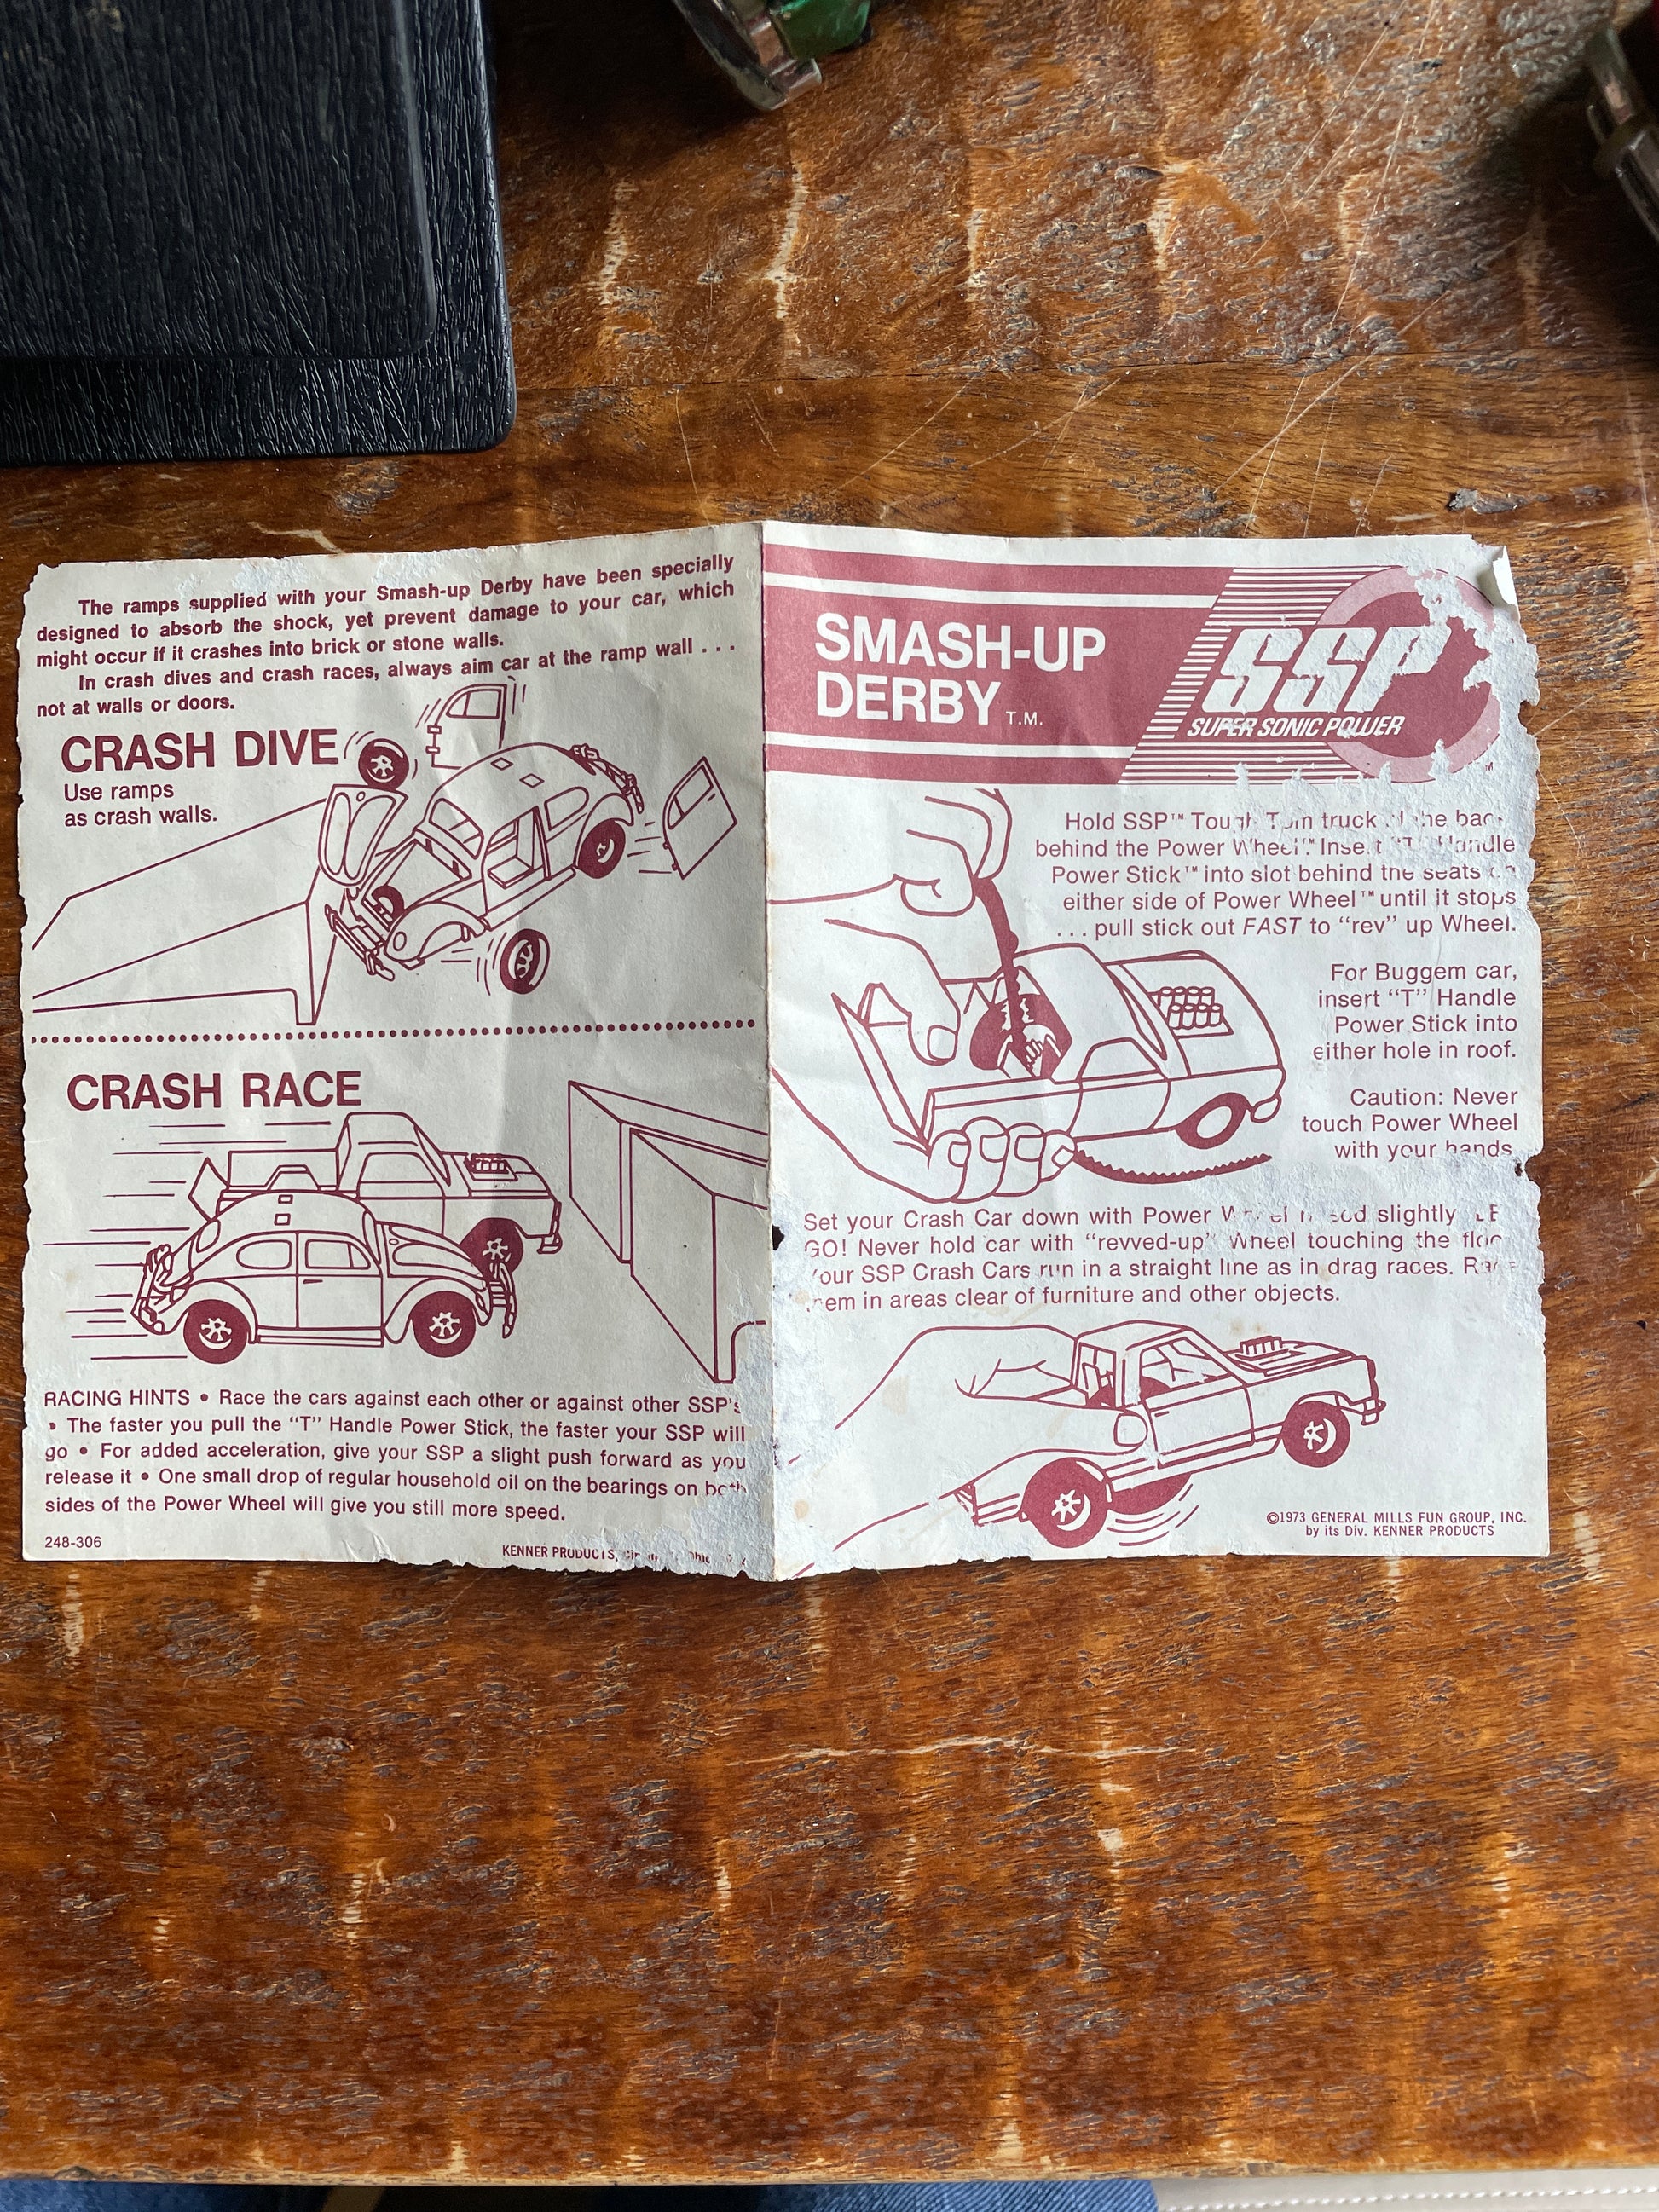 The ramps supplied with your Smash-up Derby have been specially
designed to absorb the shock, yet prevent damage to your car, which
might occur if it crashes into brick or stone walls.
In crash dives and crash races, always aim car at the ramp wall . . .
not at walls or doors.
CRASH DIVE
Use ramps
as crash walls.
CRASH RACE
RACING HINTS • Race the cars against each other or against other SSP's
• The faster you pull the "T" Handle Power Stick, the faster your SSP will
go • For added acceleration, give your SSP a slight push forward as you
release it • One small drop of regular household oil on the bearings on both
sides of the Power Wheel will give you still more speed.
248-306
KENNER PRODUCTS,
SMASH-UP
DERBY T.M.
SSP
SUPER SONIC POWER
Hold SSP™ Tough Tom truck the back
behind the Power Wheel™. Insert "T" Handle
Power Stick™ into slot behind the seats on
either side of Power Wheel™ until it stops
. . . pull stick out FAST to "rev" up Wheel.
For Buggem car,
insert "T" Handle
Power Stick into
either hole in roof.
Caution: Never
touch Power Wheel
with your hands
Set your Crash Car down with Power slightly
GO! Never hold car with "revved-up" Wheel touching the
SSP Crash Cars run in a straight line as in drag races.
in areas clear of furniture and other objects.
©1973 GENERAL MILLS FUN GROUP, INC.
by its Div. KENNER PRODUCTS